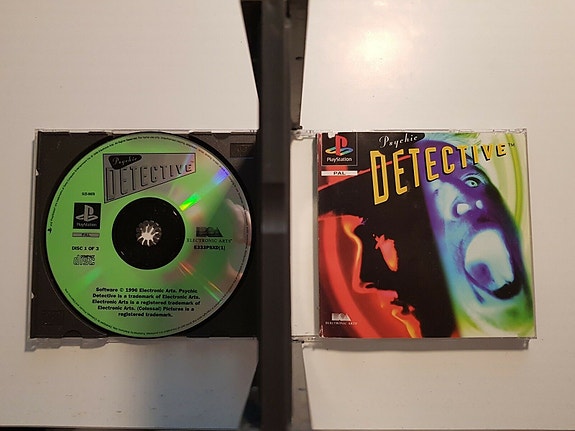 Psychic
DETECTIVE
PlayStation
DISC 1 OF 3
ELECTRONIC ARTS
Software © 1996 Electronic Arts. Psychic
Detective is a trademark of Electronic Arts.
Electronic Arts is a registered trademark of
Electronic Arts. (Colossal) Pictures is a
registered trademark.
PlayStation
PAL
Psychic
DETECTIVE™
ELECTRONIC ARTS